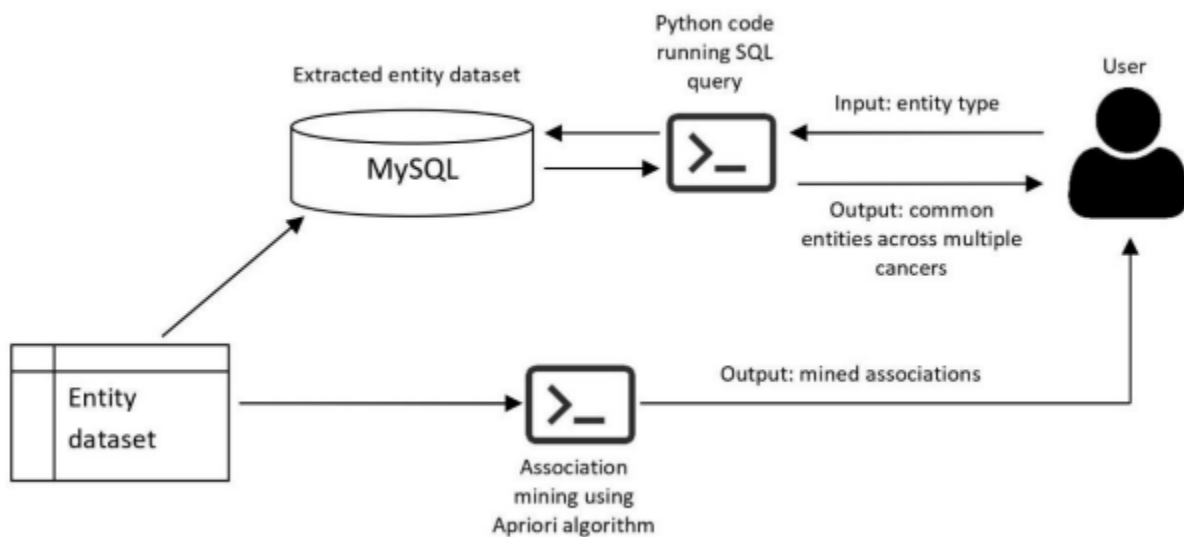 Python code
running SQL
query
Extracted entity dataset
User
Input: entity type
MySQL
>_
Output: common
entities across multiple
cancers
Entity
dataset
>_
Output: mined associations
Association
mining using
Apriori algorithm